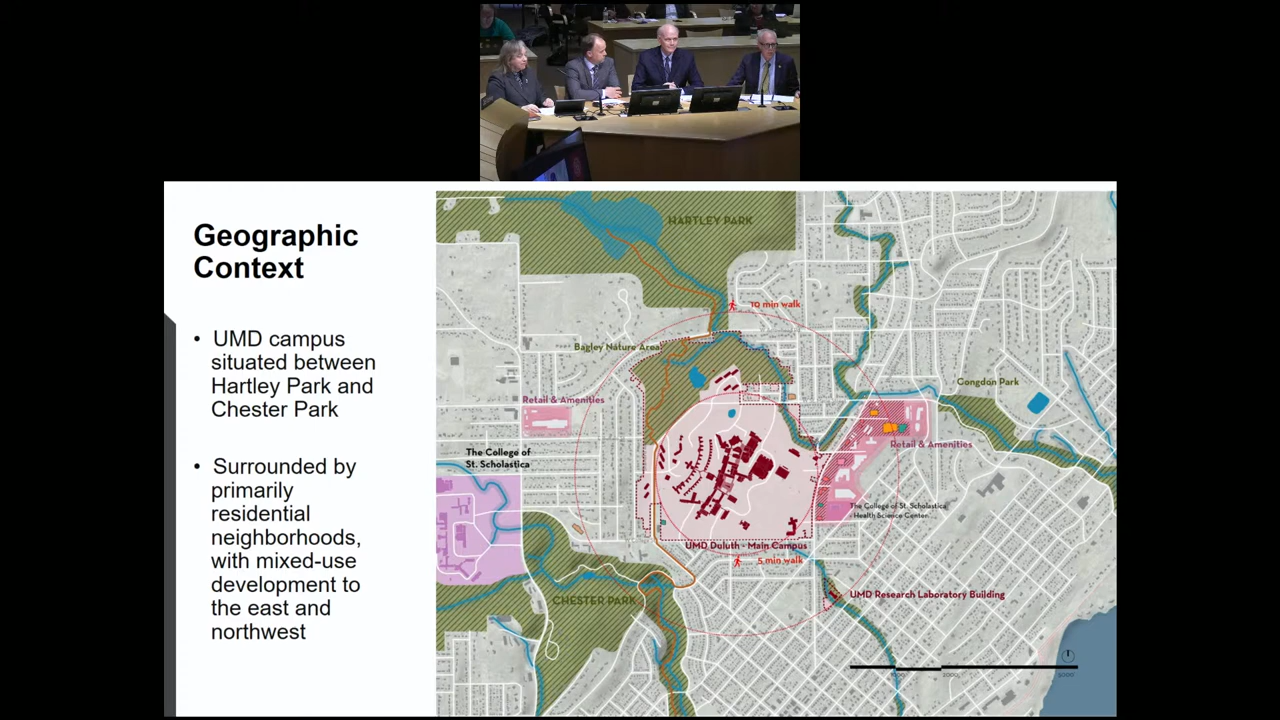 Geographic
Context
• UMD campus
situated between
Hartley Park and
Chester Park
• Surrounded by
primarily
residential
neighborhoods,
with mixed-use
development to
the east and
northwest
HARTLEY PARK
10 min walk
Bagley Nature Area
Congdon Park
Retail & Amenities
Retail & Amenities
The College of
St. Scholastica
The College of St. Scholastica
Health Science Center
UMD Duluth - Main Campus
5 min walk
UMD Research Laboratory Building
CHESTER PARK